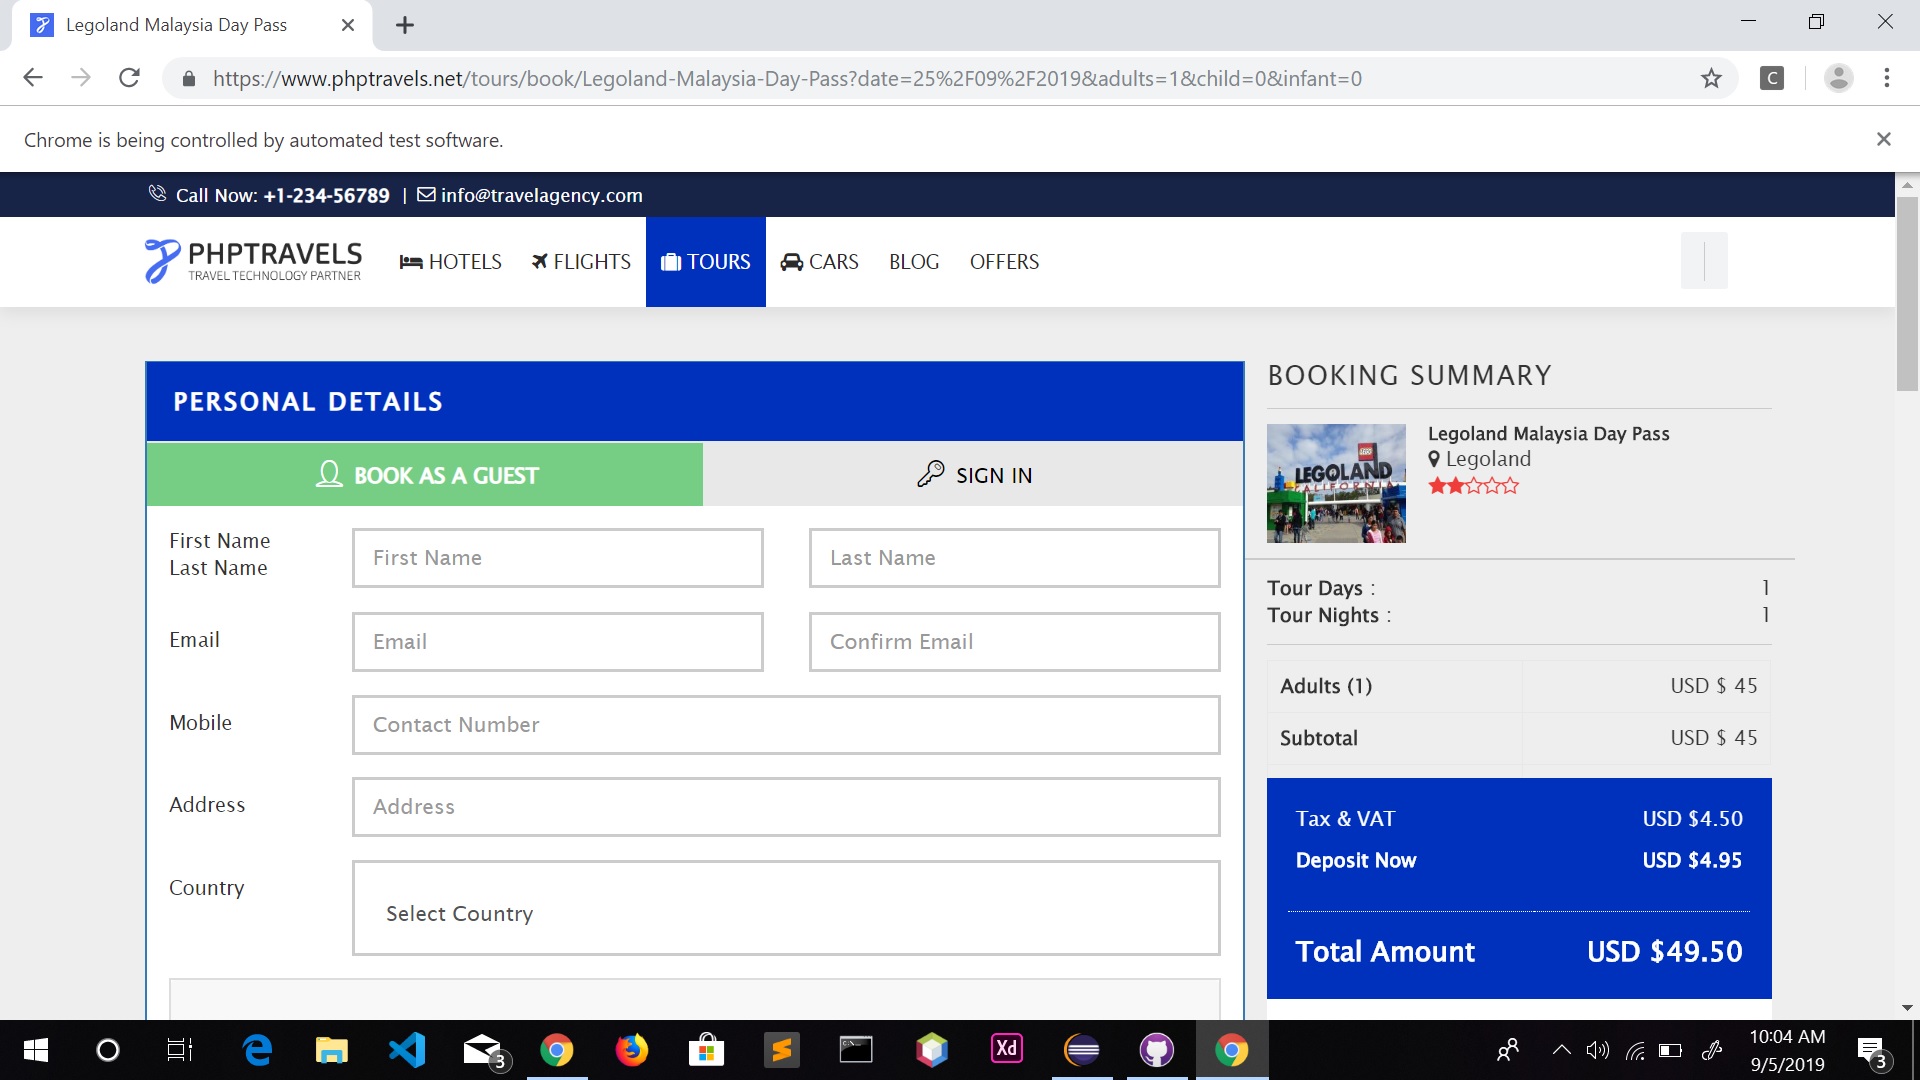 Legoland Malaysia Day Pass
https://www.phptravels.net/tours/book/Legoland-Malaysia-Day-Pass?date=25%2F09%2F2019&adults=1&child=0&infant=0
C
Chrome is being controlled by automated test software.
Call Now: +1-234-56789 | info@travelagency.com
PHPTRAVELS
TRAVEL TECHNOLOGY PARTNER
HOTELS FLIGHTS TOURS CARS BLOG OFFERS
PERSONAL DETAILS
BOOK AS A GUEST SIGN IN
First Name
Last Name
First Name Last Name
Email Email Confirm Email
Mobile Contact Number
Address Address
Country Select Country
BOOKING SUMMARY
LEGO
LEGOLAND
CALIFORNIA
Legoland Malaysia Day Pass
Legoland
Tour Days : 1
Tour Nights : 1
Adults (1) USD $ 45
Subtotal USD $ 45
Tax & VAT USD $4.50
Deposit Now USD $4.95
Total Amount USD $49.50
3
Xd
10:04 AM
9/5/2019
3